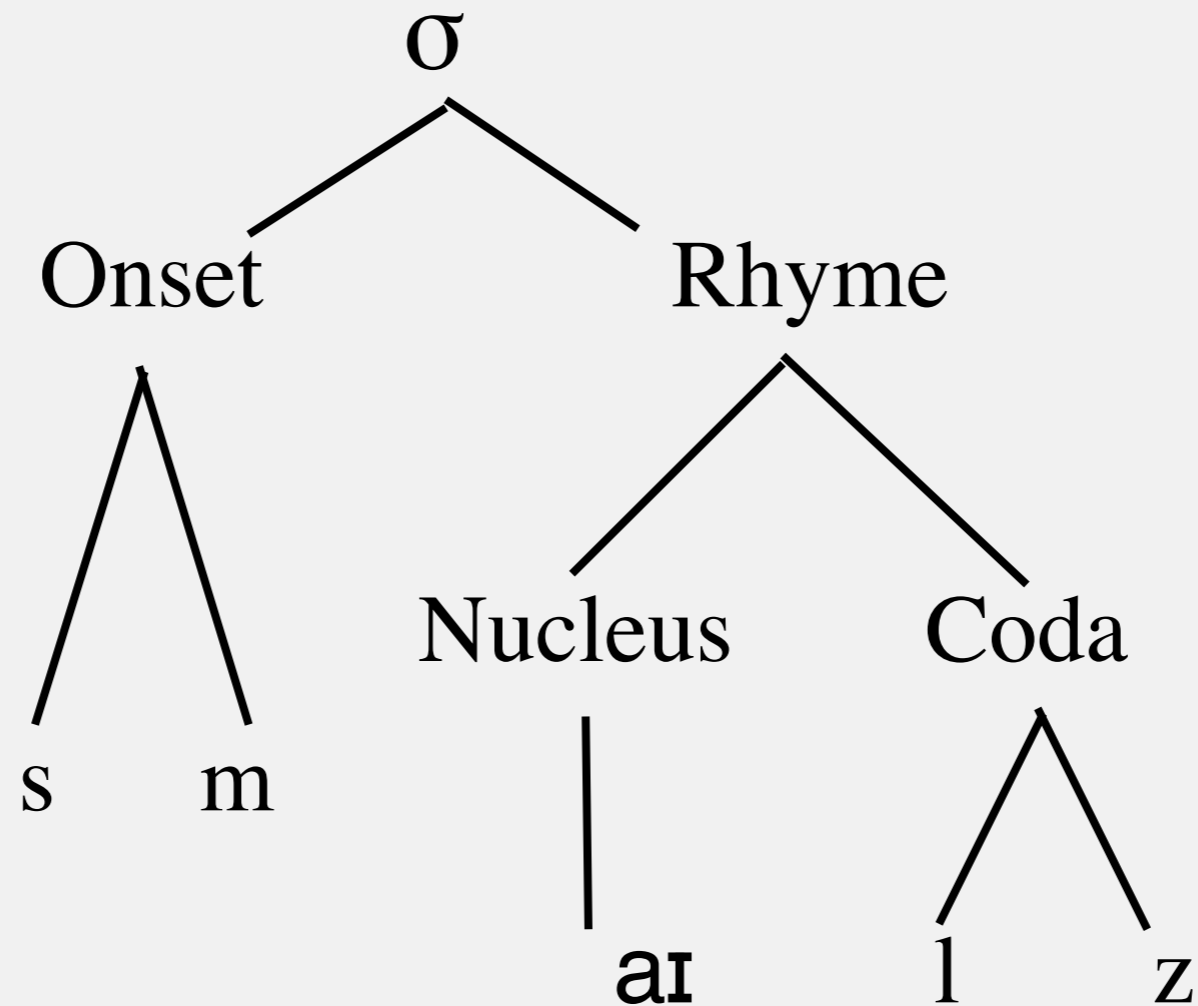 σ
Onset Rhyme
Nucleus Coda
s m
aɪ l z